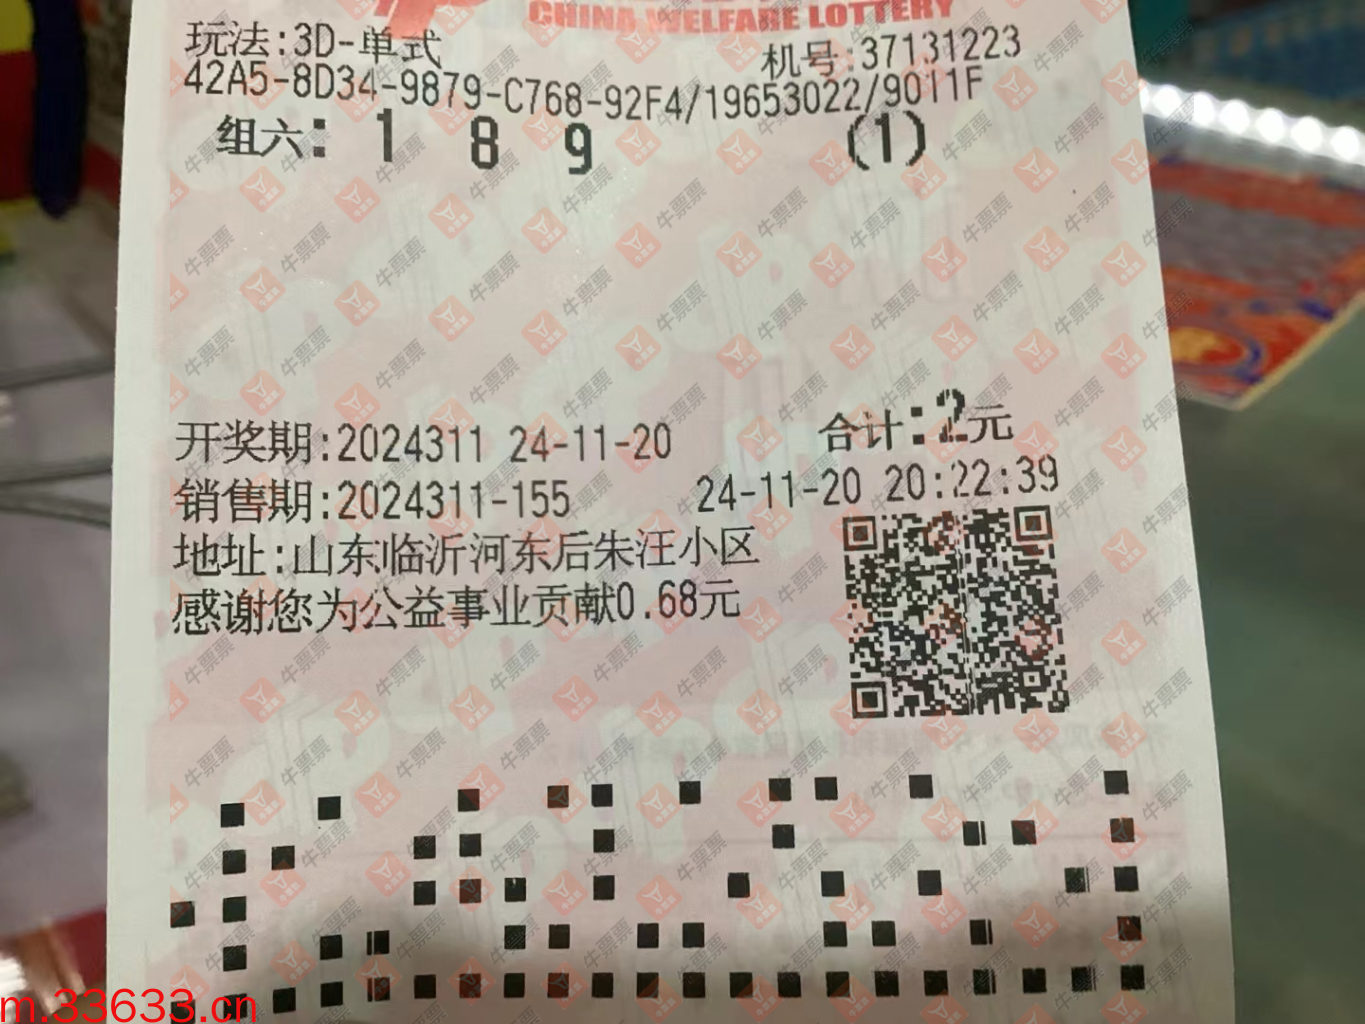 CHINA WELFARE LOTTERY
玩法:3D-单式
机号:37131223
42A5-8D34-9879-C768-92F4/19653022/9011F
组六: 1 8 9 (1)
开奖期:2024311 24-11-20
合计:2元
销售期:2024311-155 24-11-20 20:22:39
地址:山东临沂河东后朱汪小区
感谢您为公益事业贡献0.68元
牛票票
m.33633.cn